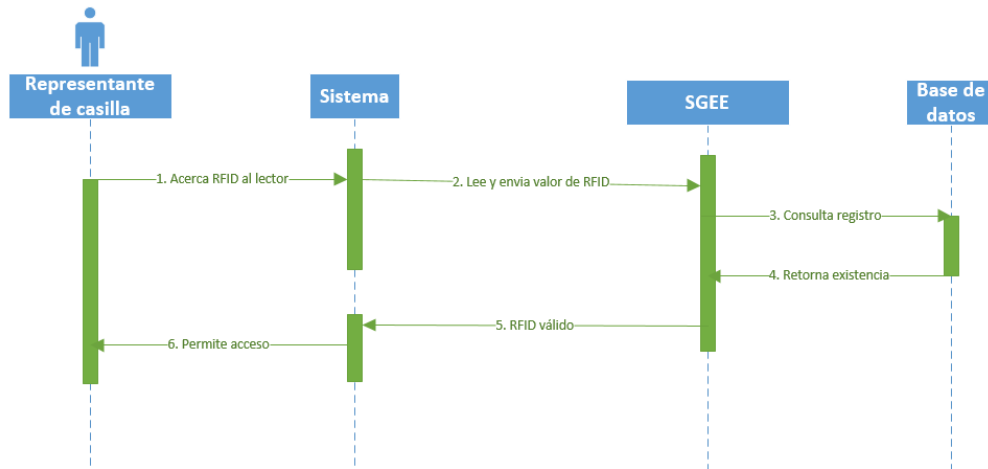 Representante
de casilla
Sistema
SGEE
Base de
datos
1. Acerca RFID al lector
2. Lee y envia valor de RFID
3. Consulta registro
4. Retorna existencia
5. RFID válido
6. Permite acceso